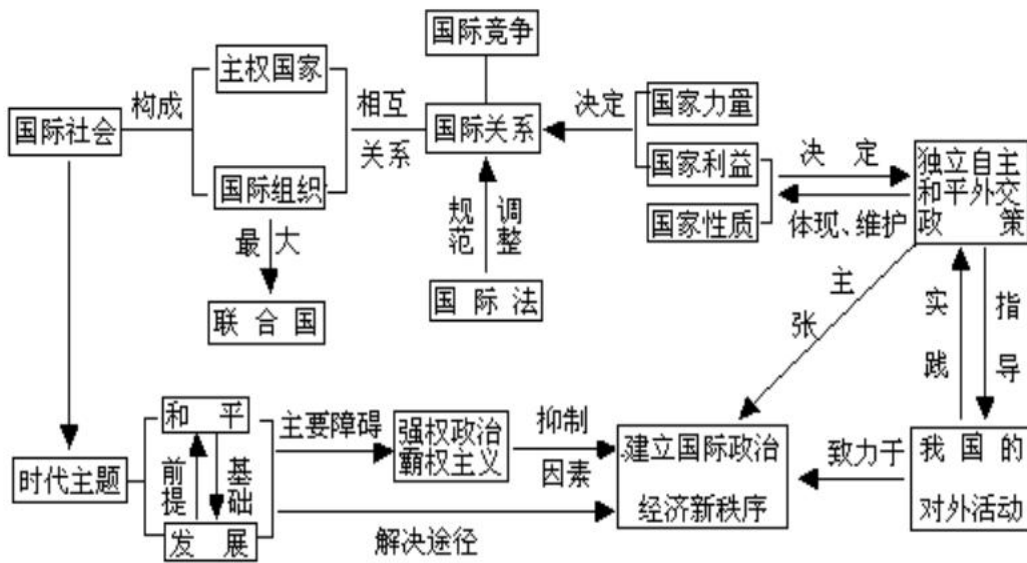 国际竞争
主权国家
国家力量
构成
相互
决定
国际社会
国际关系
关系
国家利益
决 定
独立自主
和平外交
政 策
国际组织
规范
调整
国家性质
体现、维护
最 大
联 合 国
国 际 法
主张
实践
指导
和 平
主要障碍
强权政治
霸权主义
抑制
因素
建立国际政治
经济新秩序
致力于
我 国 的
对外活动
时代主题
前提
基础
发 展
解决途径